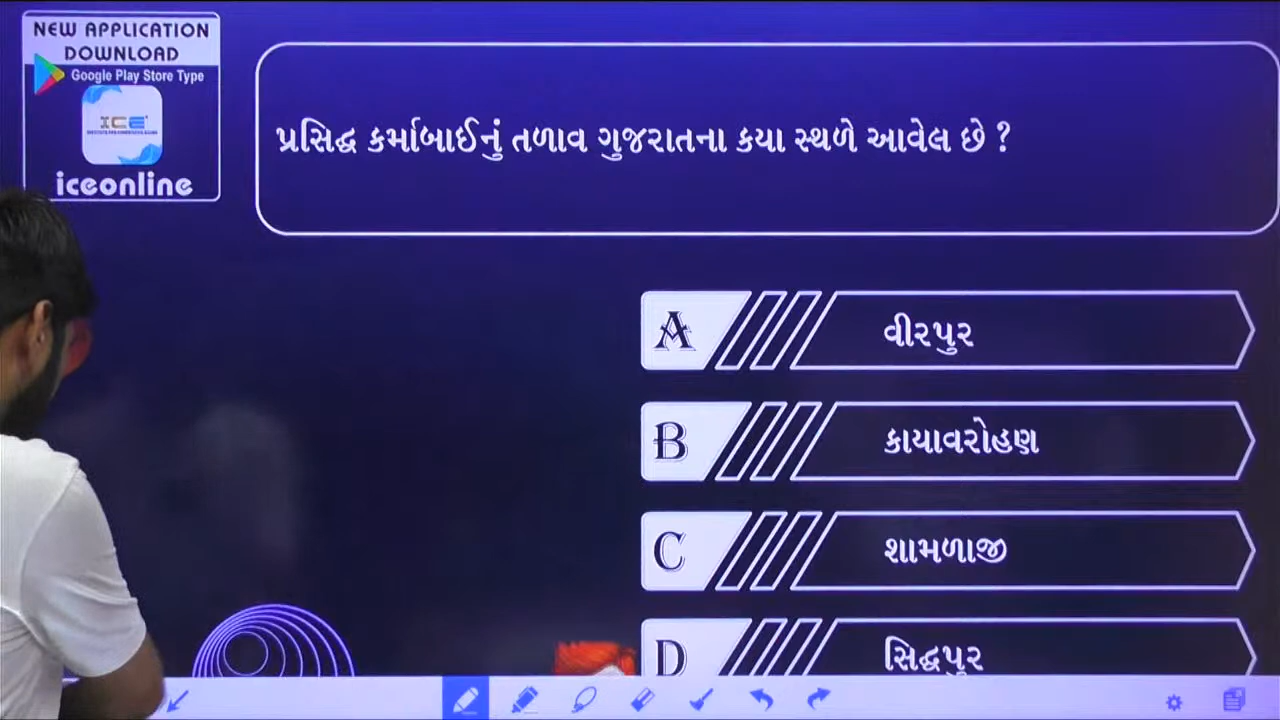 NEW APPLICATION
DOWNLOAD
Google Play Store Type
ICE
iceonline
પ્રસિદ્ધ કર્માબાઈનું તળાવ ગુજરાતના કયા સ્થળે આવેલ છે ?
A વીરપુર
B કાયાવરોહણ
C શામળાજી
D સિદ્ધપુર